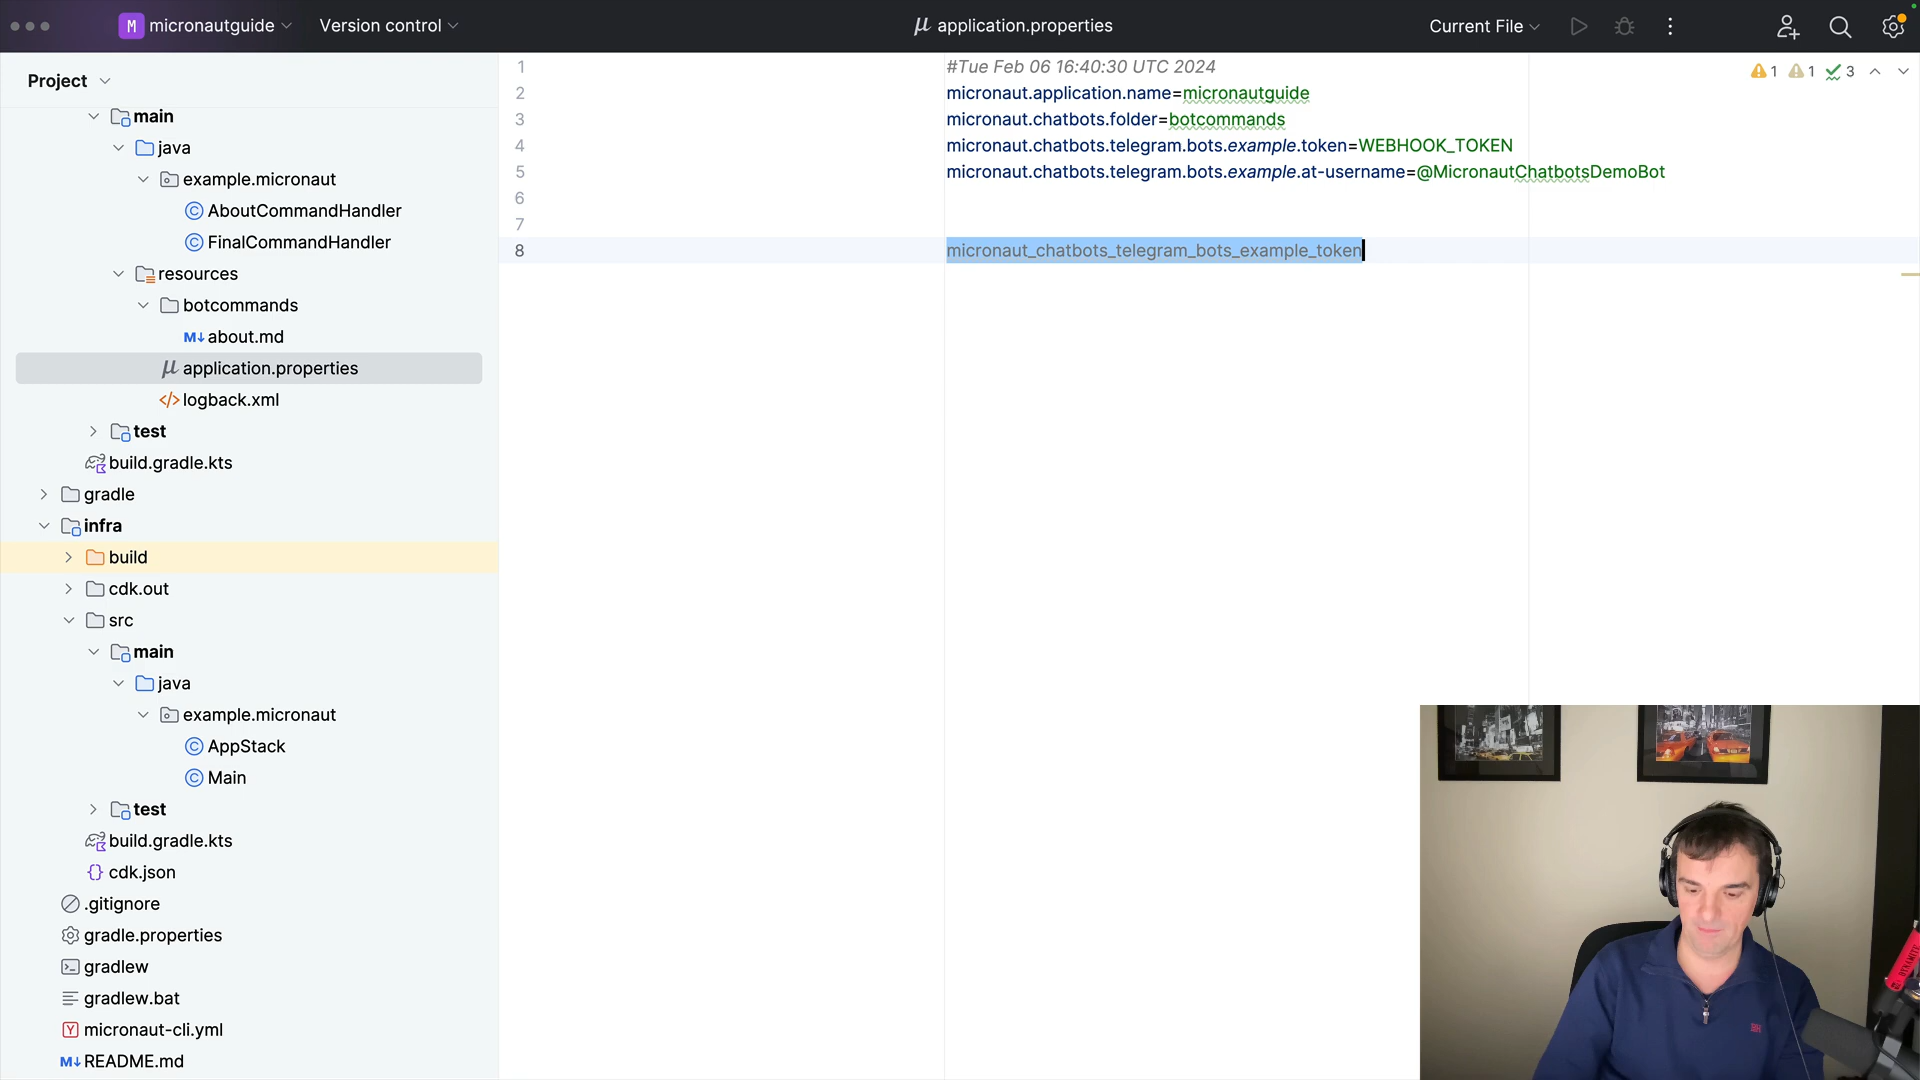 M micronautguide Version control μ application.properties Current File
Project
main
java
example.micronaut
AboutCommandHandler
FinalCommandHandler
resources
botcommands
M↓ about.md
μ application.properties
</> logback.xml
test
build.gradle.kts
gradle
infra
build
cdk.out
src
main
java
example.micronaut
AppStack
Main
test
build.gradle.kts
{} cdk.json
.gitignore
gradle.properties
gradlew
gradlew.bat
Y micronaut-cli.yml
M↓ README.md
1 #Tue Feb 06 16:40:30 UTC 2024
2 micronaut.application.name=micronautguide
3 micronaut.chatbots.folder=botcommands
4 micronaut.chatbots.telegram.bots.example.token=WEBHOOK_TOKEN
5 micronaut.chatbots.telegram.bots.example.at-username=@MicronautChatbotsDemoBot
6
7
8 micronaut_chatbots_telegram_bots_example_token
1 1 3